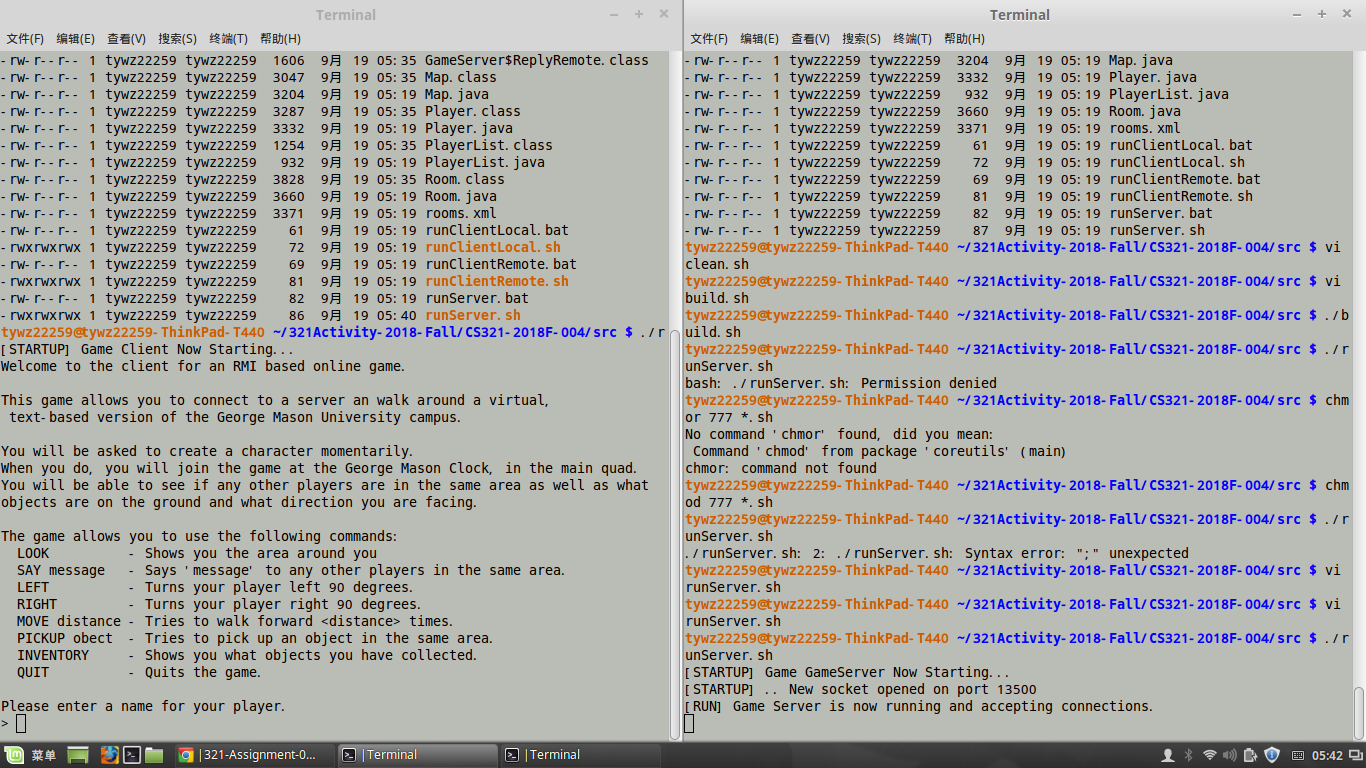 Terminal
文件(F) 编辑(E) 查看(V) 搜索(S) 终端(T) 帮助(H)
-rw-r--r-- 1 tywz22259 tywz22259 1606 9月 19 05:35 GameServer$ReplyRemote.class
-rw-r--r-- 1 tywz22259 tywz22259 3047 9月 19 05:35 Map.class
-rw-r--r-- 1 tywz22259 tywz22259 3204 9月 19 05:19 Map.java
-rw-r--r-- 1 tywz22259 tywz22259 3287 9月 19 05:35 Player.class
-rw-r--r-- 1 tywz22259 tywz22259 3332 9月 19 05:19 Player.java
-rw-r--r-- 1 tywz22259 tywz22259 1254 9月 19 05:35 PlayerList.class
-rw-r--r-- 1 tywz22259 tywz22259 932 9月 19 05:19 PlayerList.java
-rw-r--r-- 1 tywz22259 tywz22259 3828 9月 19 05:35 Room.class
-rw-r--r-- 1 tywz22259 tywz22259 3660 9月 19 05:19 Room.java
-rw-r--r-- 1 tywz22259 tywz22259 3371 9月 19 05:19 rooms.xml
-rw-r--r-- 1 tywz22259 tywz22259 61 9月 19 05:19 runClientLocal.bat
-rwxrwxrwx 1 tywz22259 tywz22259 72 9月 19 05:19 runClientLocal.sh
-rw-r--r-- 1 tywz22259 tywz22259 69 9月 19 05:19 runClientRemote.bat
-rwxrwxrwx 1 tywz22259 tywz22259 81 9月 19 05:19 runClientRemote.sh
-rw-r--r-- 1 tywz22259 tywz22259 82 9月 19 05:19 runServer.bat
-rwxrwxrwx 1 tywz22259 tywz22259 86 9月 19 05:40 runServer.sh
tywz22259@tywz22259-ThinkPad-T440 ~/321Activity-2018-Fall/CS321-2018F-004/src $ ./r
[STARTUP] Game Client Now Starting...
Welcome to the client for an RMI based online game.
This game allows you to connect to a server an walk around a virtual,
text-based version of the George Mason University campus.
You will be asked to create a character momentarily.
When you do, you will join the game at the George Mason Clock, in the main quad.
You will be able to see if any other players are in the same area as well as what
objects are on the ground and what direction you are facing.
The game allows you to use the following commands:
LOOK - Shows you the area around you
SAY message - Says 'message' to any other players in the same area.
LEFT - Turns your player left 90 degrees.
RIGHT - Turns your player right 90 degrees.
MOVE distance - Tries to walk forward <distance> times.
PICKUP obect - Tries to pick up an object in the same area.
INVENTORY - Shows you what objects you have collected.
QUIT - Quits the game.
Please enter a name for your player.
>
Terminal
文件(F) 编辑(E) 查看(V) 搜索(S) 终端(T) 帮助(H)
-rw-r--r-- 1 tywz22259 tywz22259 3204 9月 19 05:19 Map.java
-rw-r--r-- 1 tywz22259 tywz22259 3332 9月 19 05:19 Player.java
-rw-r--r-- 1 tywz22259 tywz22259 932 9月 19 05:19 PlayerList.java
-rw-r--r-- 1 tywz22259 tywz22259 3660 9月 19 05:19 Room.java
-rw-r--r-- 1 tywz22259 tywz22259 3371 9月 19 05:19 rooms.xml
-rw-r--r-- 1 tywz22259 tywz22259 61 9月 19 05:19 runClientLocal.bat
-rw-r--r-- 1 tywz22259 tywz22259 72 9月 19 05:19 runClientLocal.sh
-rw-r--r-- 1 tywz22259 tywz22259 69 9月 19 05:19 runClientRemote.bat
-rw-r--r-- 1 tywz22259 tywz22259 81 9月 19 05:19 runClientRemote.sh
-rw-r--r-- 1 tywz22259 tywz22259 82 9月 19 05:19 runServer.bat
-rw-r--r-- 1 tywz22259 tywz22259 87 9月 19 05:19 runServer.sh
tywz22259@tywz22259-ThinkPad-T440 ~/321Activity-2018-Fall/CS321-2018F-004/src $ vi
clean.sh
tywz22259@tywz22259-ThinkPad-T440 ~/321Activity-2018-Fall/CS321-2018F-004/src $ vi
build.sh
tywz22259@tywz22259-ThinkPad-T440 ~/321Activity-2018-Fall/CS321-2018F-004/src $ ./b
uild.sh
tywz22259@tywz22259-ThinkPad-T440 ~/321Activity-2018-Fall/CS321-2018F-004/src $ ./r
unServer.sh
bash: ./runServer.sh: Permission denied
tywz22259@tywz22259-ThinkPad-T440 ~/321Activity-2018-Fall/CS321-2018F-004/src $ chm
or 777 *.sh
No command 'chmor' found, did you mean:
Command 'chmod' from package 'coreutils' (main)
chmor: command not found
tywz22259@tywz22259-ThinkPad-T440 ~/321Activity-2018-Fall/CS321-2018F-004/src $ chm
od 777 *.sh
tywz22259@tywz22259-ThinkPad-T440 ~/321Activity-2018-Fall/CS321-2018F-004/src $ ./r
unServer.sh
./runServer.sh: 2: ./runServer.sh: Syntax error: ";" unexpected
tywz22259@tywz22259-ThinkPad-T440 ~/321Activity-2018-Fall/CS321-2018F-004/src $ vi
runServer.sh
tywz22259@tywz22259-ThinkPad-T440 ~/321Activity-2018-Fall/CS321-2018F-004/src $ vi
runServer.sh
tywz22259@tywz22259-ThinkPad-T440 ~/321Activity-2018-Fall/CS321-2018F-004/src $ ./r
unServer.sh
[STARTUP] Game GameServer Now Starting...
[STARTUP] .. New socket opened on port 13500
[RUN] Game Server is now running and accepting connections.
菜单 |321-Assignment-0... |Terminal |Terminal 05:42